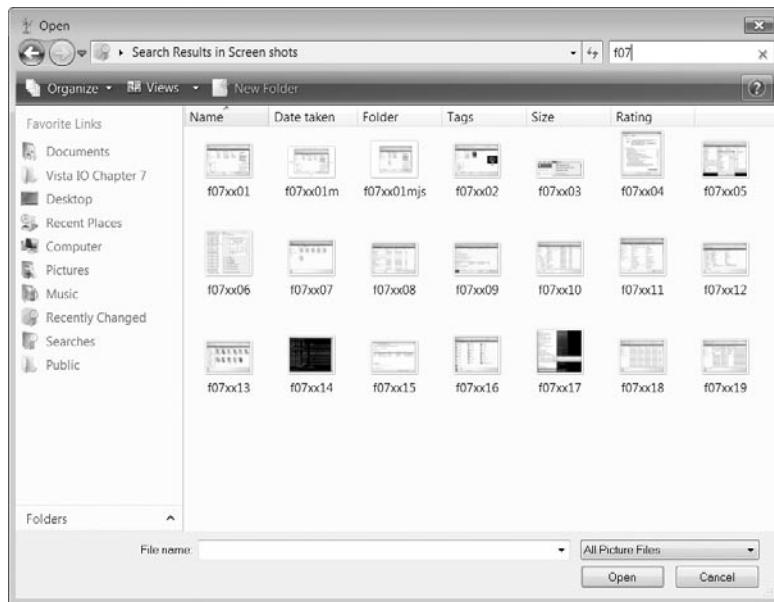 Open
Search Results in Screen shots f07
Organize Views New Folder ?
Favorite Links
Documents
Vista IO Chapter 7
Desktop
Recent Places
Computer
Pictures
Music
Recently Changed
Searches
Public
Folders
Name Date taken Folder Tags Size Rating
f07xx01 f07xx01m f07xx01mjs f07xx02 f07xx03 f07xx04 f07xx05
f07xx06 f07xx07 f07xx08 f07xx09 f07xx10 f07xx11 f07xx12
f07xx13 f07xx14 f07xx15 f07xx16 f07xx17 f07xx18 f07xx19
File name: All Picture Files
Open Cancel